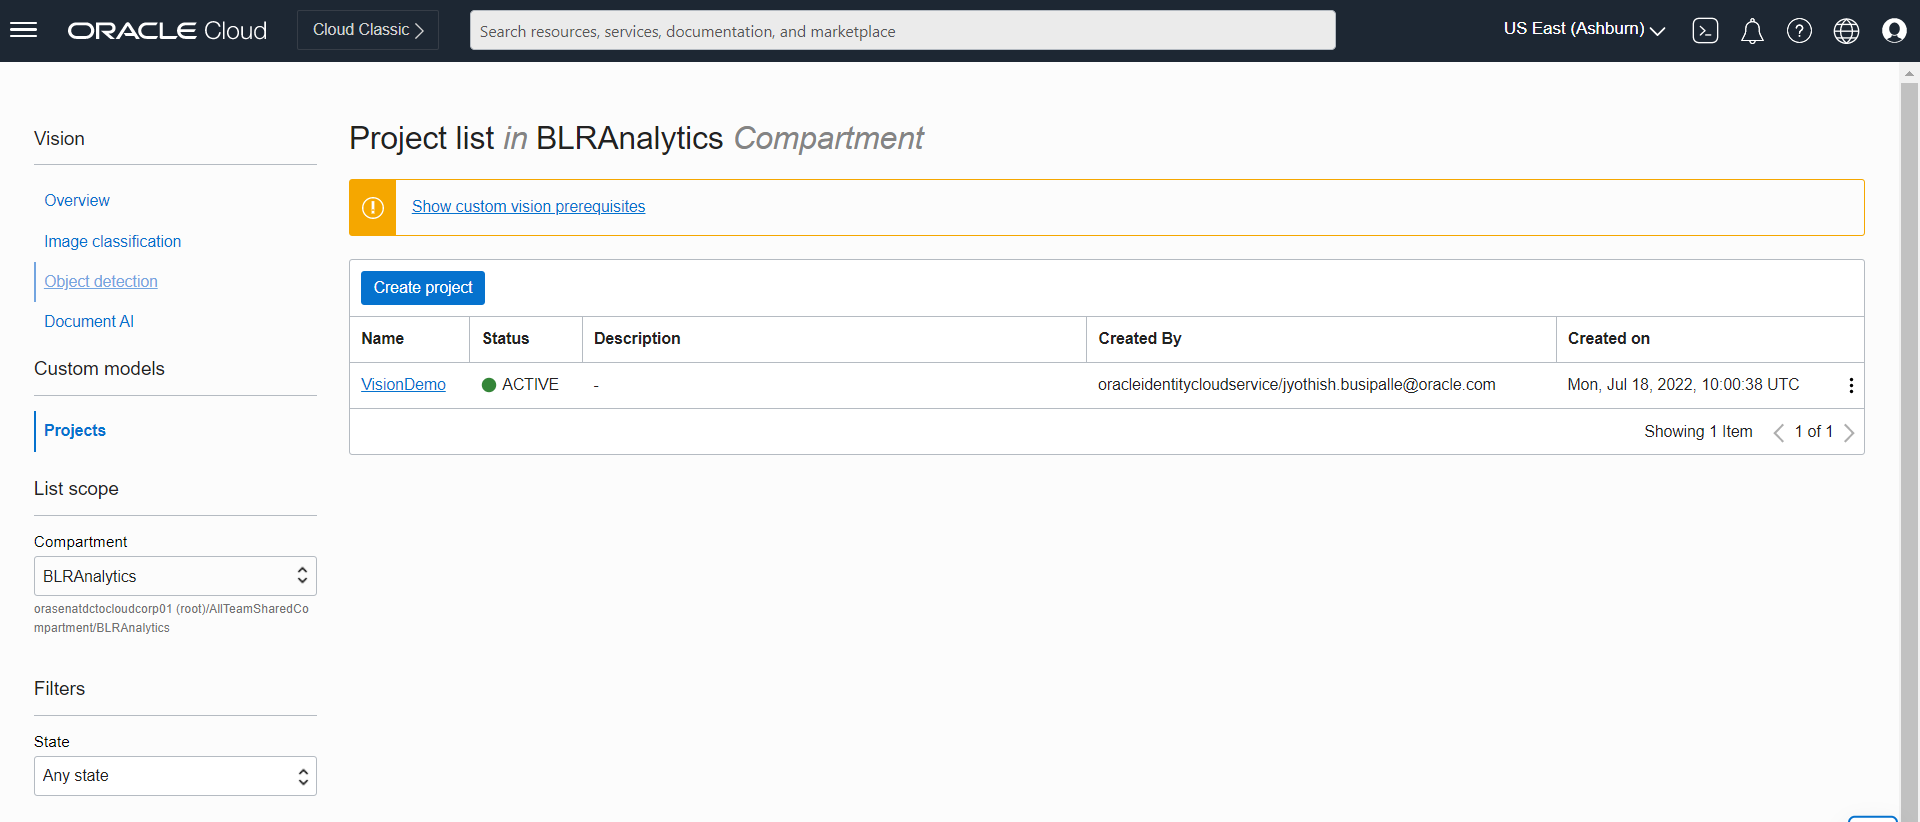 ORACLE Cloud
Cloud Classic
Search resources, services, documentation, and marketplace
US East (Ashburn)
Vision
Overview
Image classification
Object detection
Document AI
Custom models
Projects
List scope
Compartment
BLRAnalytics
orasenatdctocloudcorp01 (root)/AllTeamSharedCo
mpartment/BLRAnalytics
Filters
State
Any state
Project list in BLRAnalytics Compartment
Show custom vision prerequisites
Create project
Name Status Description Created By Created on
VisionDemo ACTIVE - oracleidentitycloudservice/jyothish.busipalle@oracle.com Mon, Jul 18, 2022, 10:00:38 UTC
Showing 1 Item 1 of 1